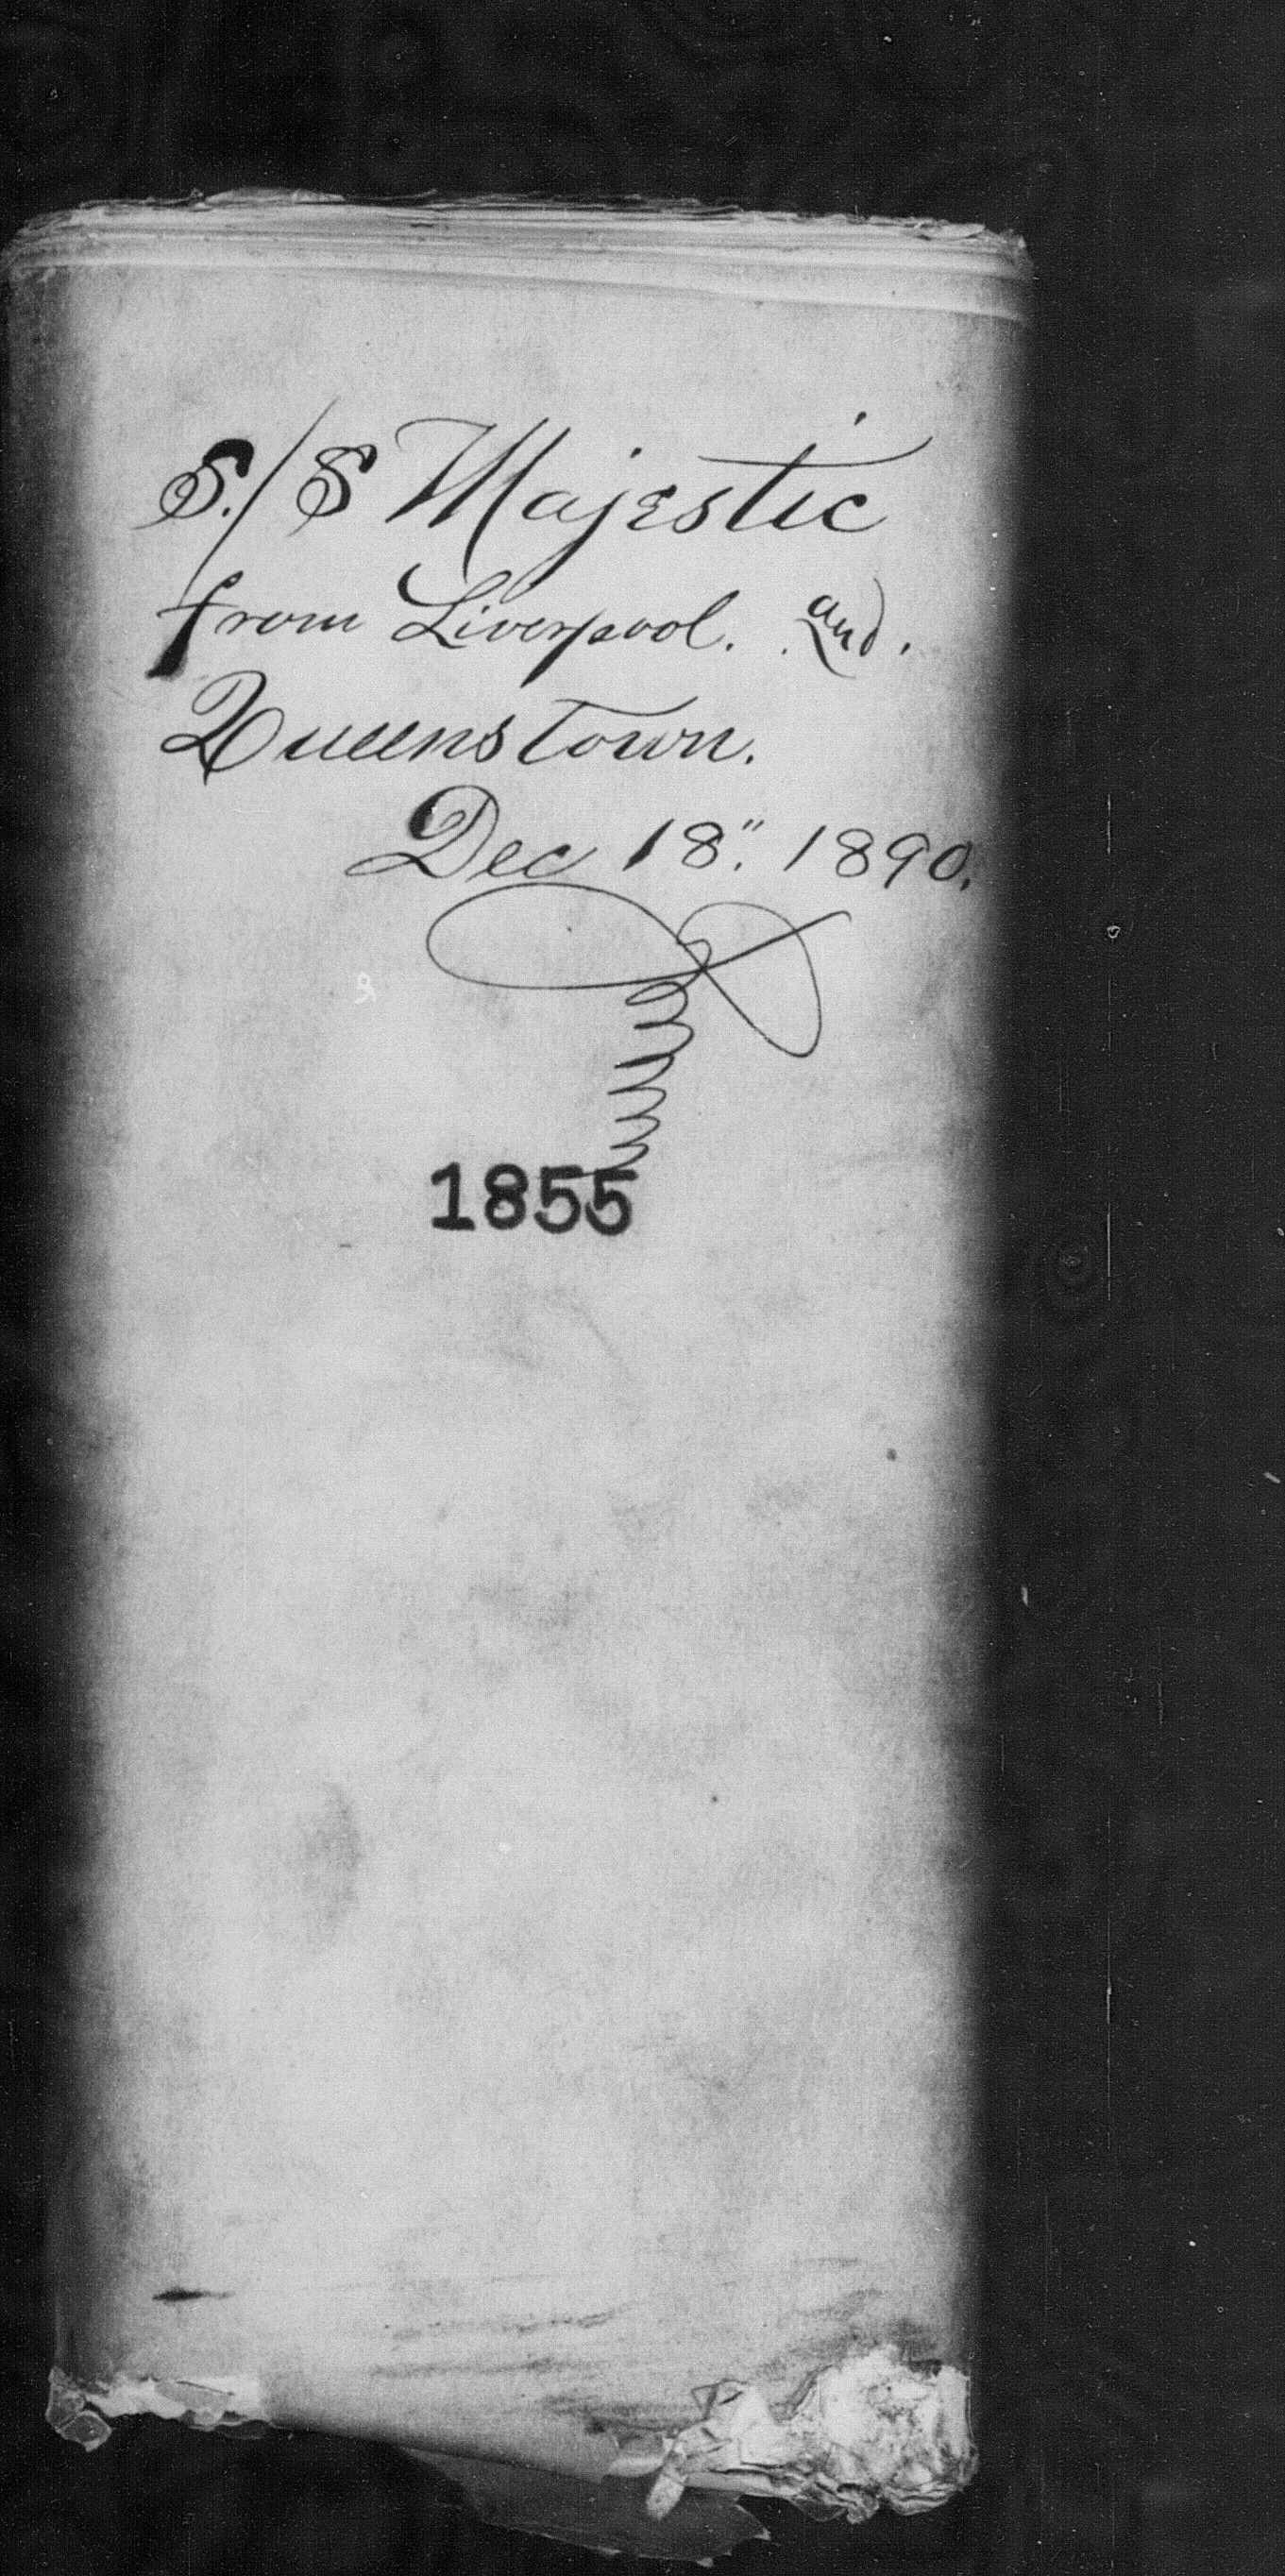 S./S Majestic
from Liverpool. and.
Queenstown.
Dec 18". 1890.
1855